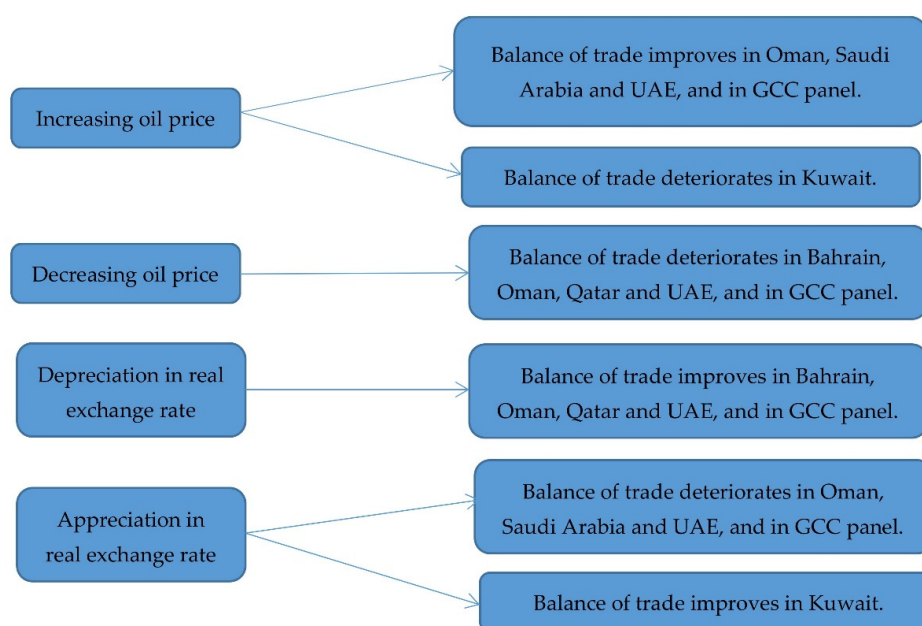 Increasing oil price
Balance of trade improves in Oman, Saudi
Arabia and UAE, and in GCC panel.
Balance of trade deteriorates in Kuwait.
Decreasing oil price
Balance of trade deteriorates in Bahrain,
Oman, Qatar and UAE, and in GCC panel.
Depreciation in real
exchange rate
Balance of trade improves in Bahrain,
Oman, Qatar and UAE, and in GCC panel.
Appreciation in
real exchange rate
Balance of trade deteriorates in Oman,
Saudi Arabia and UAE, and in GCC panel.
Balance of trade improves in Kuwait.